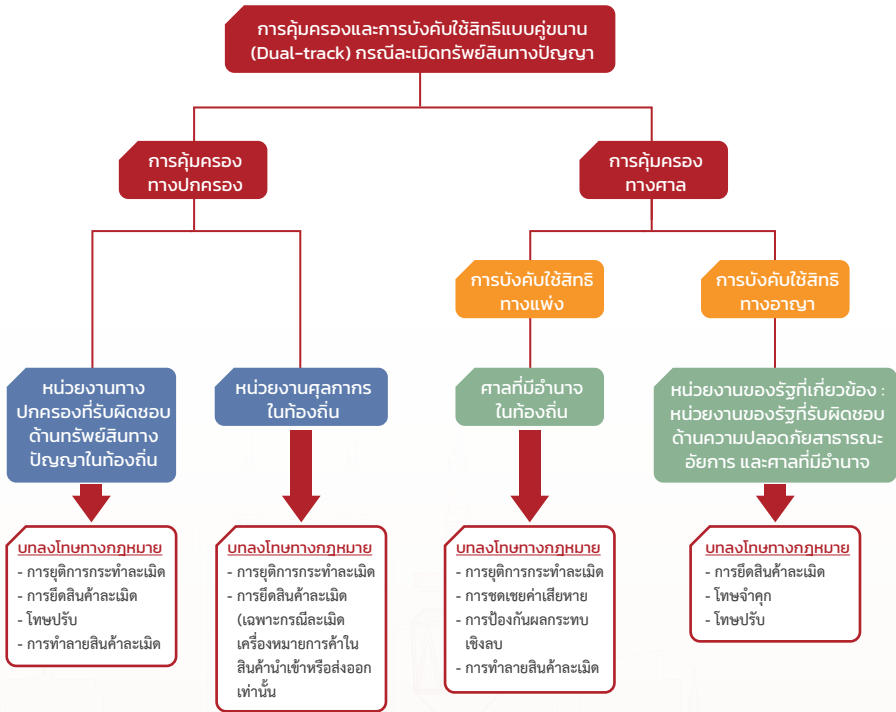 การคุ้มครองและการบังคับใช้สิทธิแบบคู่ขนาน
(Dual-track) กรณีละเมิดทรัพย์สินทางปัญญา
การคุ้มครอง
ทางปกครอง
การคุ้มครอง
ทางศาล
การบังคับใช้สิทธิ
ทางแพ่ง
การบังคับใช้สิทธิ
ทางอาญา
หน่วยงานทาง
ปกครองที่รับผิดชอบ
ด้านทรัพย์สินทาง
ปัญญาในท้องถิ่น
หน่วยงานศุลกากร
ในท้องถิ่น
ศาลที่มีอำนาจ
ในท้องถิ่น
หน่วยงานของรัฐที่เกี่ยวข้อง :
หน่วยงานของรัฐที่รับผิดชอบ
ด้านความปลอดภัยสาธารณะ
อัยการ และศาลที่มีอำนาจ
บทลงโทษทางกฎหมาย
- การยุติการกระทำละเมิด
- การยึดสินค้าละเมิด
- โทษปรับ
- การทำลายสินค้าละเมิด
บทลงโทษทางกฎหมาย
- การยุติการกระทำละเมิด
- การยึดสินค้าละเมิด
(เฉพาะกรณีละเมิด
เครื่องหมายการค้าใน
สินค้านำเข้าหรือส่งออก
เท่านั้น
บทลงโทษทางกฎหมาย
- การยุติการกระทำละเมิด
- การชดเชยค่าเสียหาย
- การป้องกันผลกระทบ
เชิงลบ
- การทำลายสินค้าละเมิด
บทลงโทษทางกฎหมาย
- การยึดสินค้าละเมิด
- โทษจำคุก
- โทษปรับ